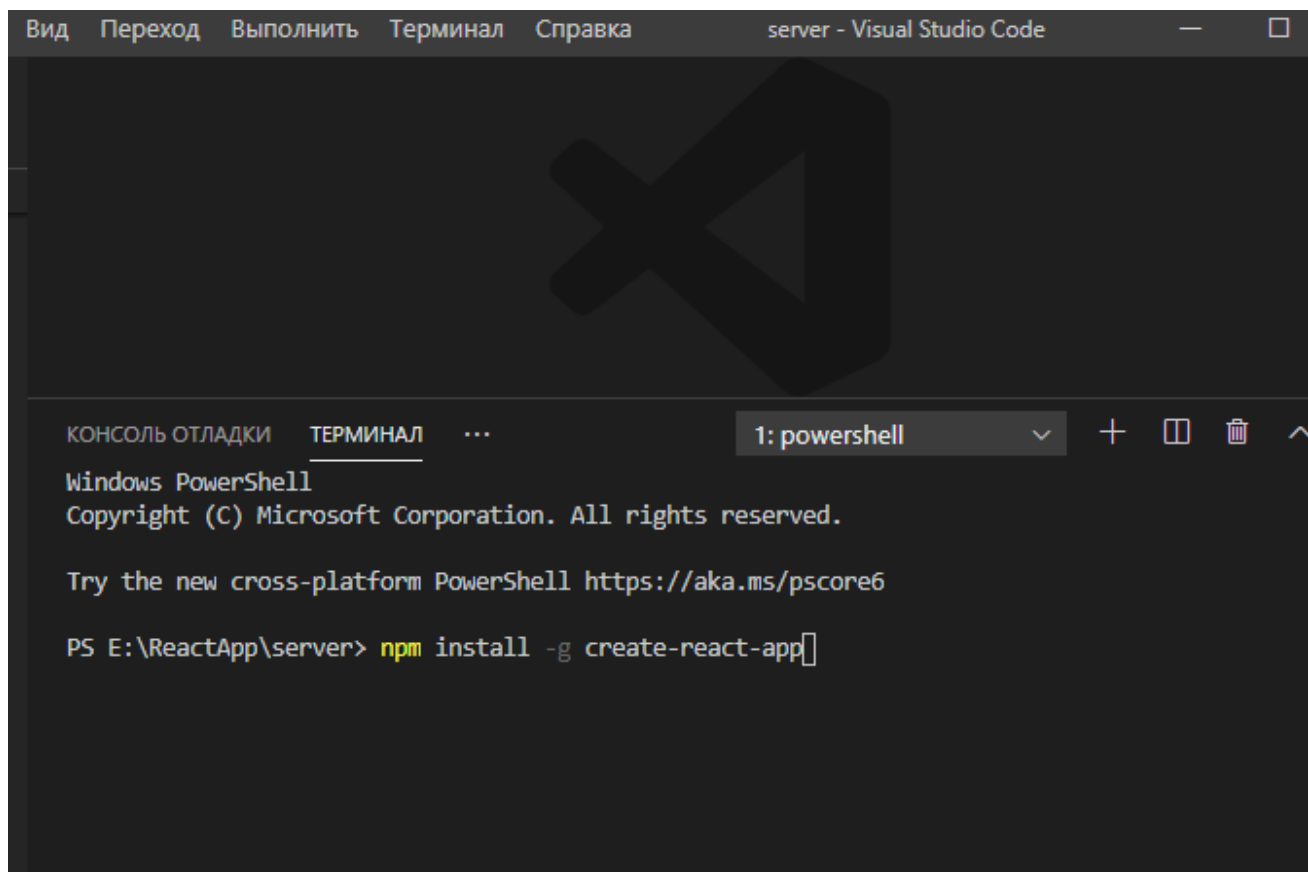 Вид Переход Выполнить Терминал Справка server - Visual Studio Code
КОНСОЛЬ ОТЛАДКИ ТЕРМИНАЛ ··· 1: powershell
Windows PowerShell
Copyright (C) Microsoft Corporation. All rights reserved.
Try the new cross-platform PowerShell https://aka.ms/pscore6
PS E:\ReactApp\server> npm install -g create-react-app